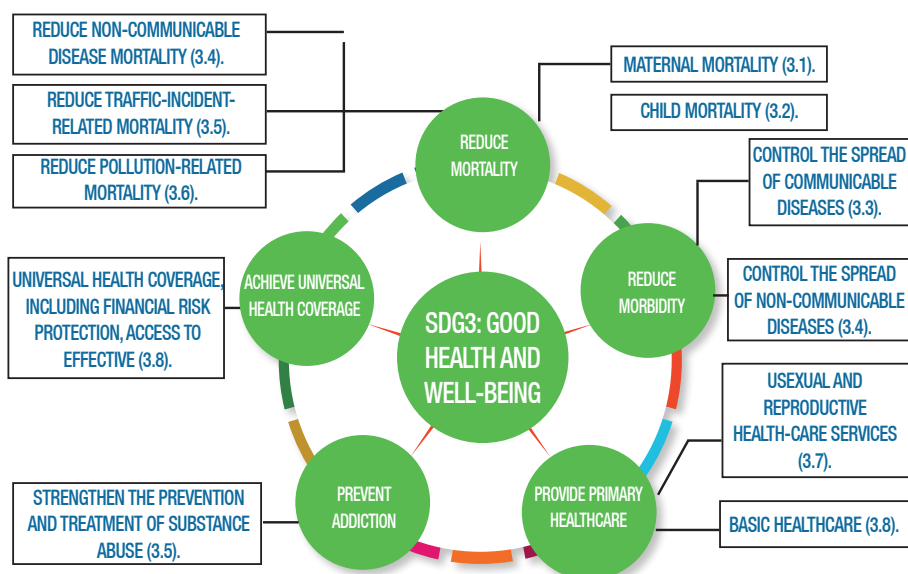 REDUCE NON-COMMUNICABLE
DISEASE MORTALITY (3.4).
REDUCE TRAFFIC-INCIDENT-
RELATED MORTALITY (3.5).
REDUCE POLLUTION-RELATED
MORTALITY (3.6).
MATERNAL MORTALITY (3.1).
CHILD MORTALITY (3.2).
REDUCE
MORTALITY
CONTROL THE SPREAD
OF COMMUNICABLE
DISEASES (3.3).
REDUCE
MORBIDITY
CONTROL THE SPREAD
OF NON-COMMUNICABLE
DISEASES (3.4).
ACHIEVE UNIVERSAL
HEALTH COVERAGE
UNIVERSAL HEALTH COVERAGE,
INCLUDING FINANCIAL RISK
PROTECTION, ACCESS TO
EFFECTIVE (3.8).
SDG3: GOOD
HEALTH AND
WELL-BEING
USEXUAL AND
REPRODUCTIVE
HEALTH-CARE SERVICES
(3.7).
PREVENT
ADDICTION
PROVIDE PRIMARY
HEALTHCARE
STRENGTHEN THE PREVENTION
AND TREATMENT OF SUBSTANCE
ABUSE (3.5).
BASIC HEALTHCARE (3.8).